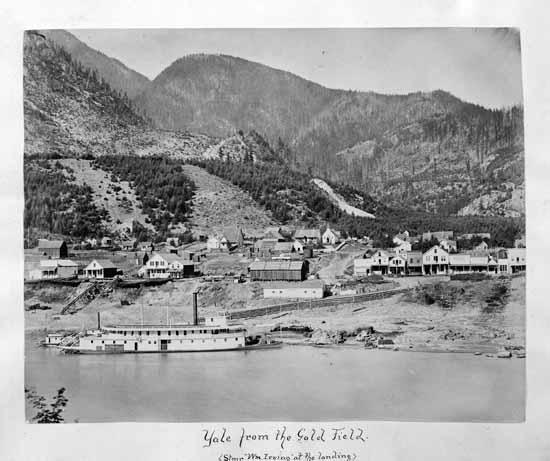 Yale from the Gold Field.
(Stmr "Wm Irving" at the landing)